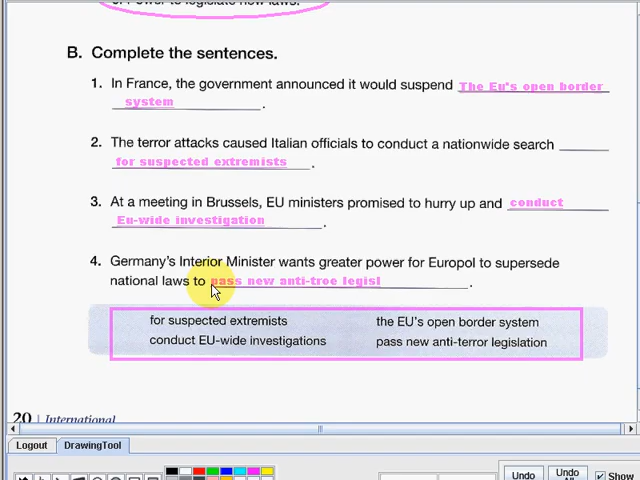 B. Complete the sentences.
1. In France, the government announced it would suspend The Eu's open border
system .
2. The terror attacks caused Italian officials to conduct a nationwide search
for suspected extremists .
3. At a meeting in Brussels, EU ministers promised to hurry up and conduct
Eu-wide investigation .
4. Germany's Interior Minister wants greater power for Europol to supersede
national laws to pass new anti-troe legisl .
for suspected extremists the EU's open border system
conduct EU-wide investigations pass new anti-terror legislation
20 | International
Logout DrawingTool
Undo Undo All Show